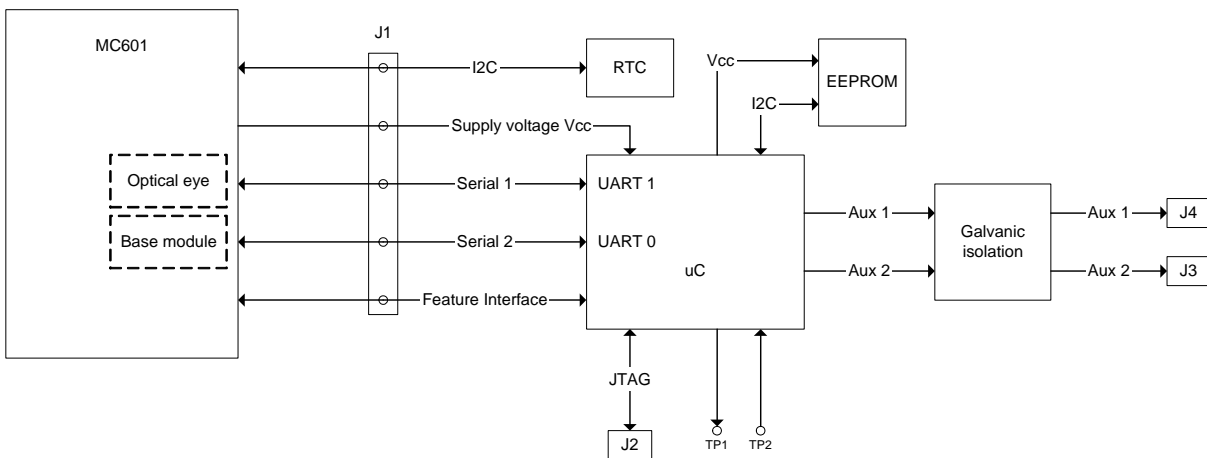 MC601
J1
I2C
RTC
Vcc
EEPROM
I2C
Supply voltage Vcc
Optical eye
Serial 1
UART 1
Base module
Serial 2
UART 0
uC
Feature Interface
Aux 1
Aux 2
Galvanic
isolation
Aux 1
J4
Aux 2
J3
JTAG
J2
TP1
TP2